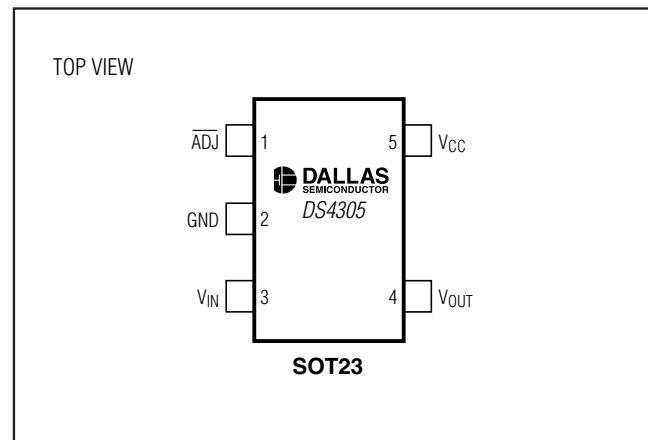 TOP VIEW
ADJ 1 5 VCC
DALLAS
SEMICONDUCTOR
DS4305
GND 2
VIN 3 4 VOUT
SOT23